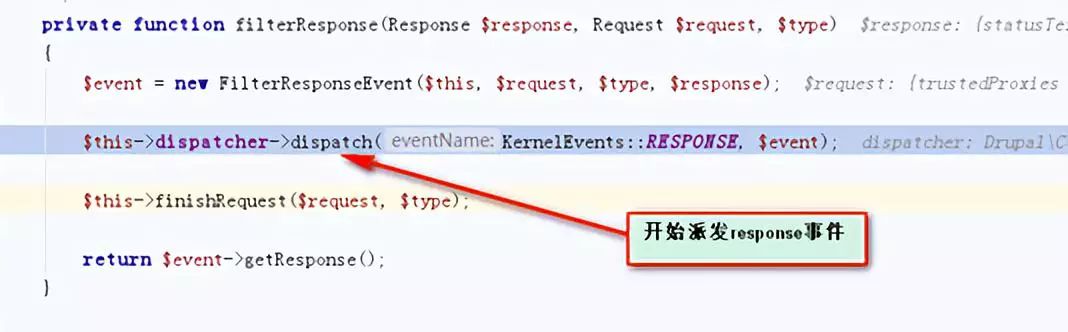 private function filterResponse(Response $response, Request $request, $type) $response: {statusTe
{
$event = new FilterResponseEvent($this, $request, $type, $response); $request: {trustedProxies
$this->dispatcher->dispatch( eventName: KernelEvents::RESPONSE, $event); dispatcher: Drupal\C
$this->finishRequest($request, $type);
开始派发response事件
return $event->getResponse();
}